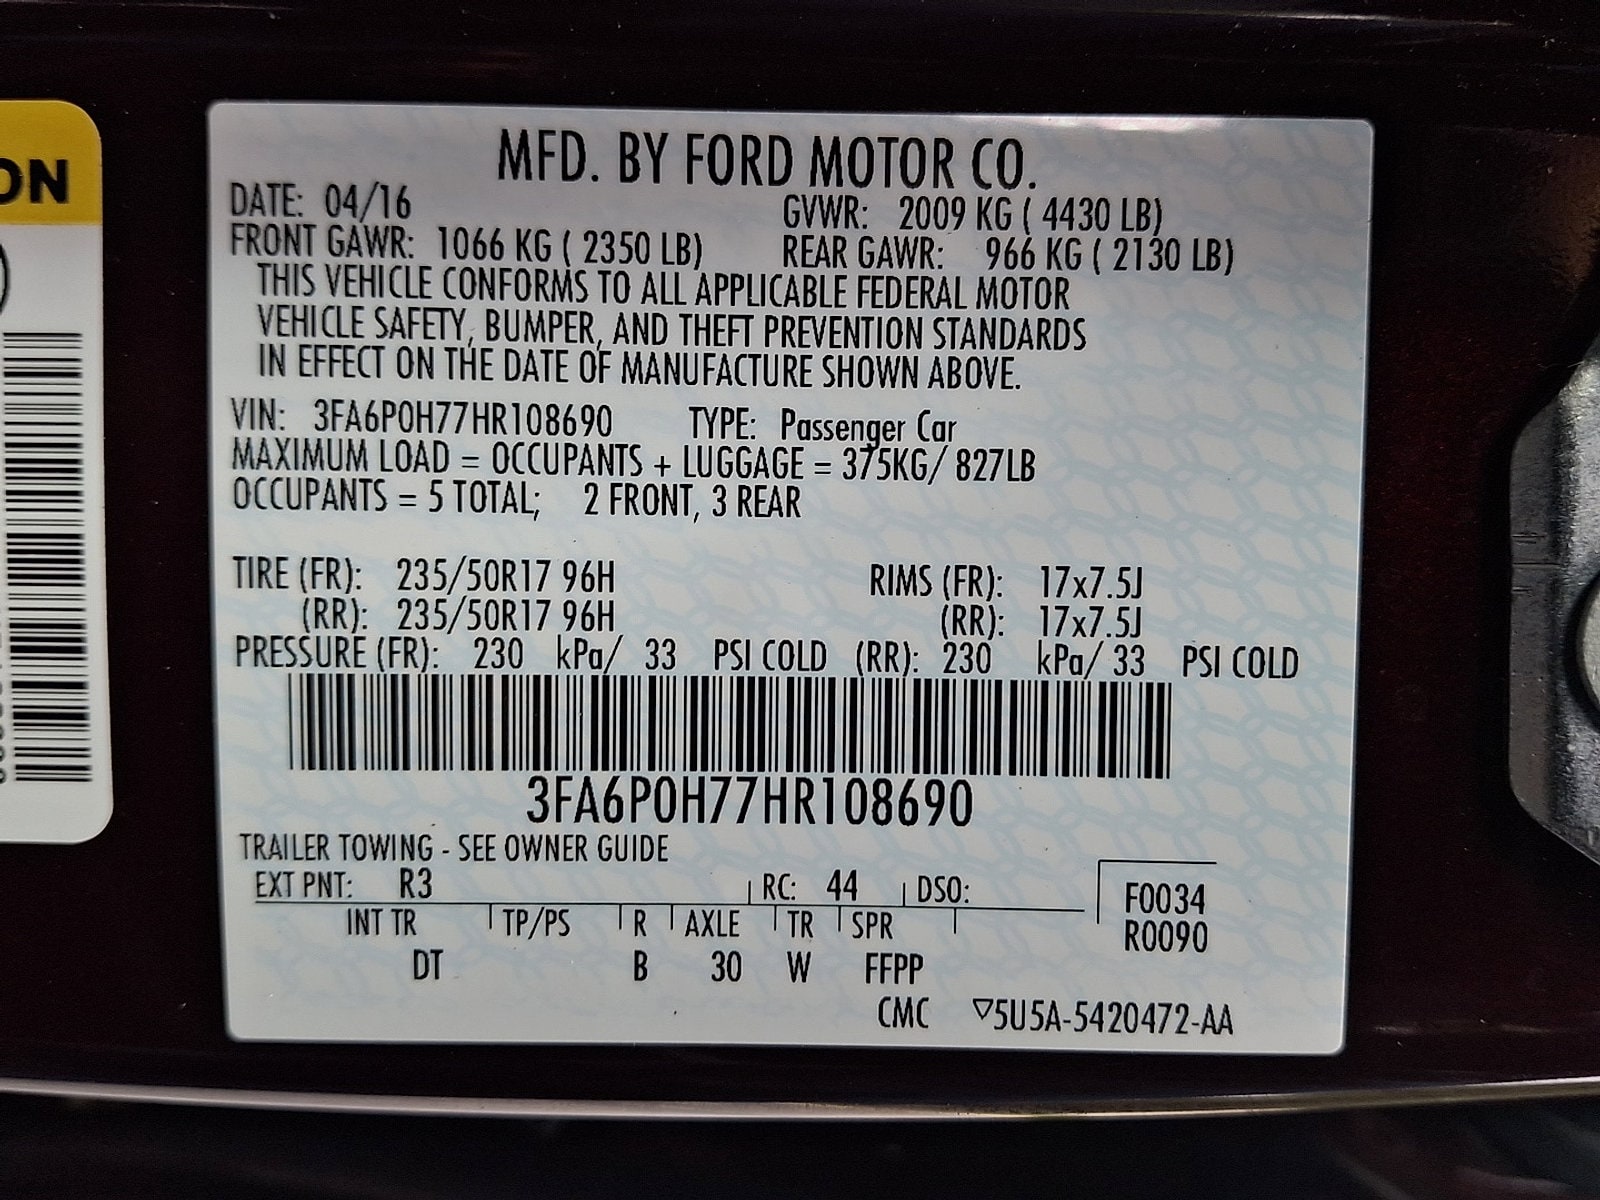 ON
MFD. BY FORD MOTOR CO.
DATE: 04/16 GVWR: 2009 KG ( 4430 LB)
FRONT GAWR: 1066 KG ( 2350 LB) REAR GAWR: 966 KG ( 2130 LB)
THIS VEHICLE CONFORMS TO ALL APPLICABLE FEDERAL MOTOR
VEHICLE SAFETY, BUMPER, AND THEFT PREVENTION STANDARDS
IN EFFECT ON THE DATE OF MANUFACTURE SHOWN ABOVE.
VIN: 3FA6P0H77HR108690 TYPE: Passenger Car
MAXIMUM LOAD = OCCUPANTS + LUGGAGE = 375KG/ 827LB
OCCUPANTS = 5 TOTAL; 2 FRONT, 3 REAR
TIRE (FR): 235/50R17 96H RIMS (FR): 17x7.5J
(RR): 235/50R17 96H (RR): 17x7.5J
PRESSURE (FR): 230 kPa/ 33 PSI COLD (RR): 230 kPa/ 33 PSI COLD
3FA6P0H77HR108690
TRAILER TOWING - SEE OWNER GUIDE
EXT PNT: R3 RC: 44 DSO: F0034
INT TR TP/PS R AXLE TR SPR R0090
DT B 30 W FFPP
CMC ▽5U5A-5420472-AA